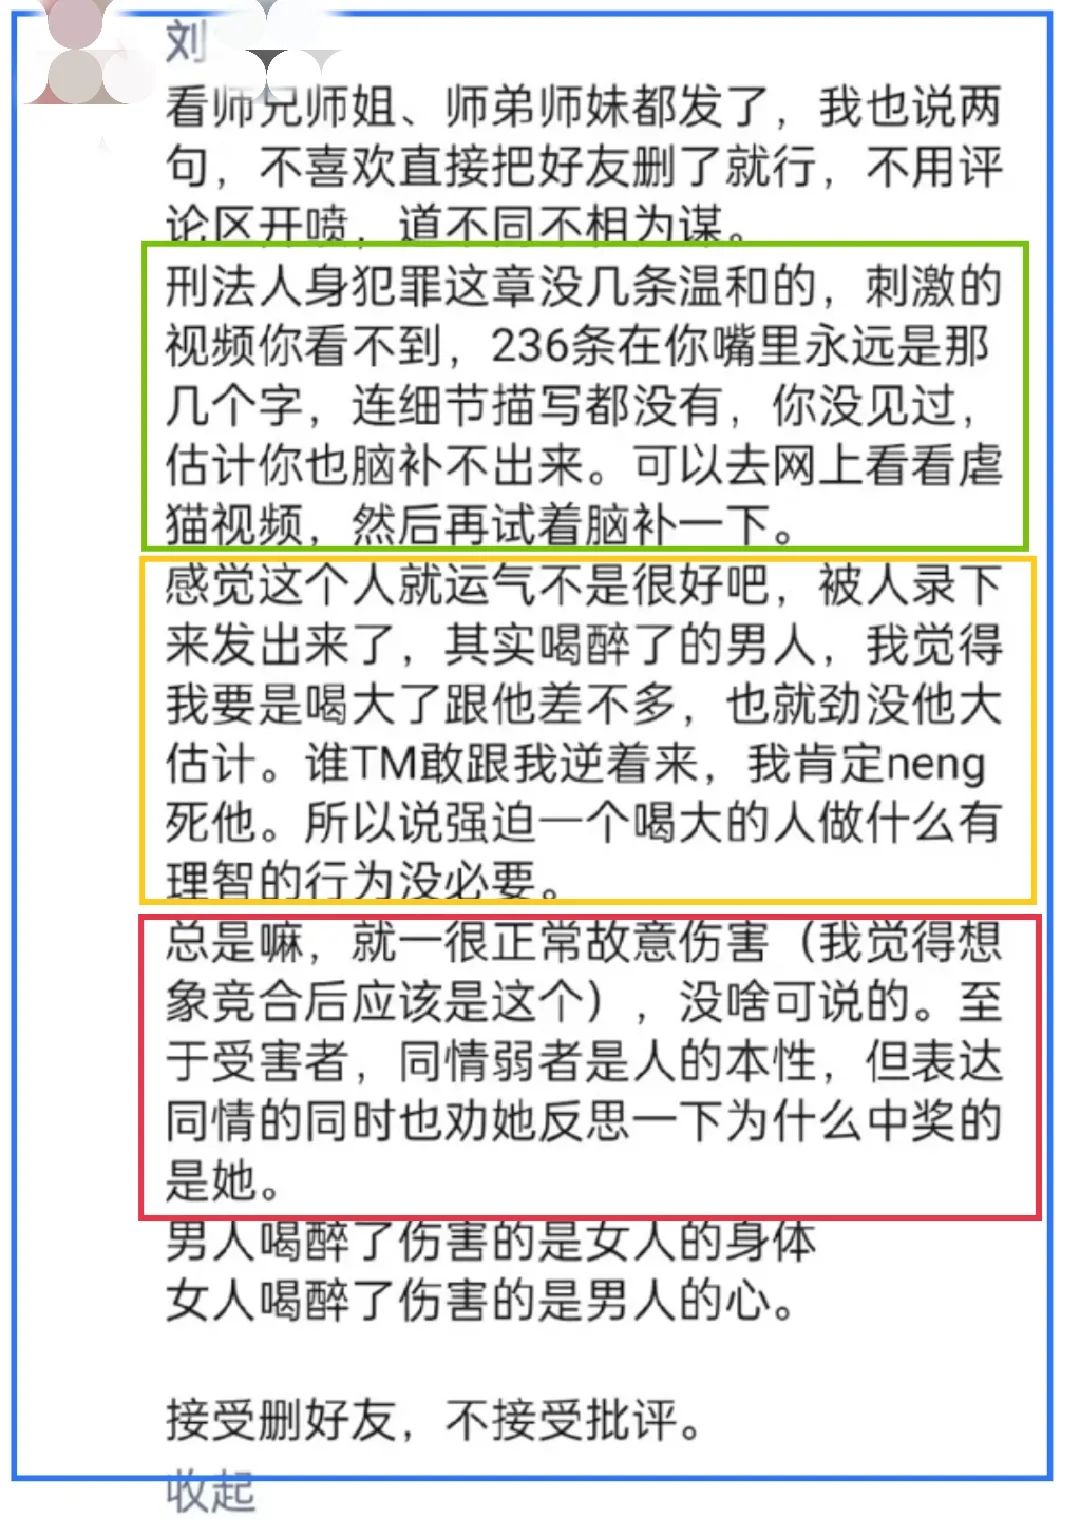 刘
看师兄师姐、师弟师妹都发了，我也说两
句，不喜欢直接把好友删了就行，不用评
论区开喷，道不同不相为谋。
刑法人身犯罪这章没几条温和的，刺激的
视频你看不到，236条在你嘴里永远是那
几个字，连细节描写都没有，你没见过，
估计你也脑补不出来。可以去网上看看虐
猫视频，然后再试着脑补一下。
感觉这个人就运气不是很好吧，被人录下
来发出来了，其实喝醉了的男人，我觉得
我要是喝大了跟他差不多，也就劲没他大
估计。谁TM敢跟我逆着来，我肯定neng
死他。所以说强迫一个喝大的人做什么有
理智的行为没必要。
总是嘛，就一很正常故意伤害（我觉得想
象竞合后应该是这个），没啥可说的。至
于受害者，同情弱者是人的本性，但表达
同情的同时也劝她反思一下为什么中奖的
是她。
男人喝醉了伤害的是女人的身体
女人喝醉了伤害的是男人的心。
接受删好友，不接受批评。
收起